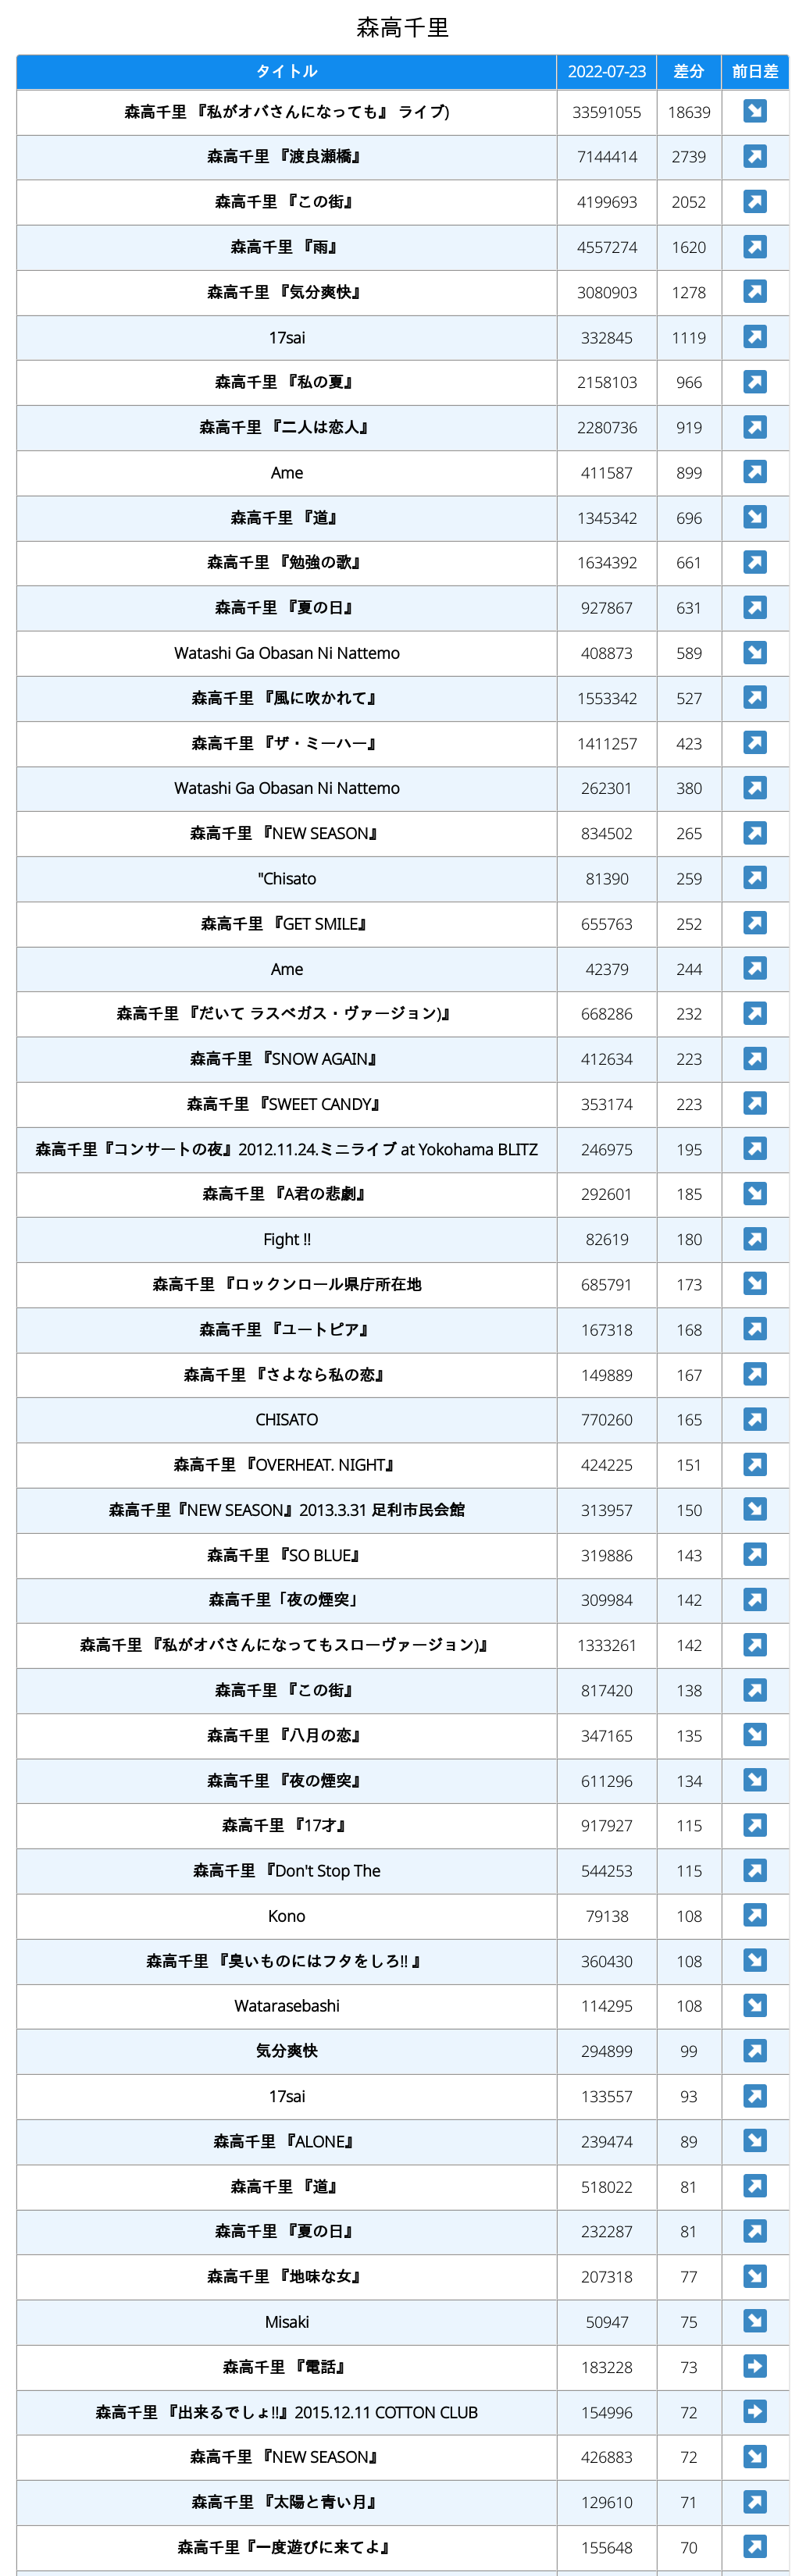 森高千里
タイトル 2022-07-23 差分 前日差
森高千里 『私がオバさんになっても』 ライブ) 33591055 18639
森高千里 『渡良瀬橋』 7144414 2739
森高千里 『この街』 4199693 2052
森高千里 『雨』 4557274 1620
森高千里 『気分爽快』 3080903 1278
17sai 332845 1119
森高千里 『私の夏』 2158103 966
森高千里 『二人は恋人』 2280736 919
Ame 411587 899
森高千里 『道』 1345342 696
森高千里 『勉強の歌』 1634392 661
森高千里 『夏の日』 927867 631
Watashi Ga Obasan Ni Nattemo 408873 589
森高千里 『風に吹かれて』 1553342 527
森高千里 『ザ・ミーハー』 1411257 423
Watashi Ga Obasan Ni Nattemo 262301 380
森高千里 『NEW SEASON』 834502 265
"Chisato 81390 259
森高千里 『GET SMILE』 655763 252
Ame 42379 244
森高千里 『だいて ラスベガス・ヴァージョン)』 668286 232
森高千里 『SNOW AGAIN』 412634 223
森高千里 『SWEET CANDY』 353174 223
森高千里『コンサートの夜』2012.11.24.ミニライブ at Yokohama BLITZ 246975 195
森高千里 『A君の悲劇』 292601 185
Fight !! 82619 180
森高千里 『ロックンロール県庁所在地 685791 173
森高千里 『ユートピア』 167318 168
森高千里 『さよなら私の恋』 149889 167
CHISATO 770260 165
森高千里 『OVERHEAT. NIGHT』 424225 151
森高千里『NEW SEASON』2013.3.31 足利市民会館 313957 150
森高千里 『SO BLUE』 319886 143
森高千里「夜の煙突」 309984 142
森高千里 『私がオバさんになってもスローヴァージョン)』 1333261 142
森高千里 『この街』 817420 138
森高千里 『八月の恋』 347165 135
森高千里 『夜の煙突』 611296 134
森高千里 『17才』 917927 115
森高千里 『Don't Stop The 544253 115
Kono 79138 108
森高千里 『臭いものにはフタをしろ!! 』 360430 108
Watarasebashi 114295 108
気分爽快 294899 99
17sai 133557 93
森高千里 『ALONE』 239474 89
森高千里 『道』 518022 81
森高千里 『夏の日』 232287 81
森高千里 『地味な女』 207318 77
Misaki 50947 75
森高千里 『電話』 183228 73
森高千里 『出来るでしょ!!』2015.12.11 COTTON CLUB 154996 72
森高千里 『NEW SEASON』 426883 72
森高千里 『太陽と青い月』 129610 71
森高千里『一度遊びに来てよ』 155648 70